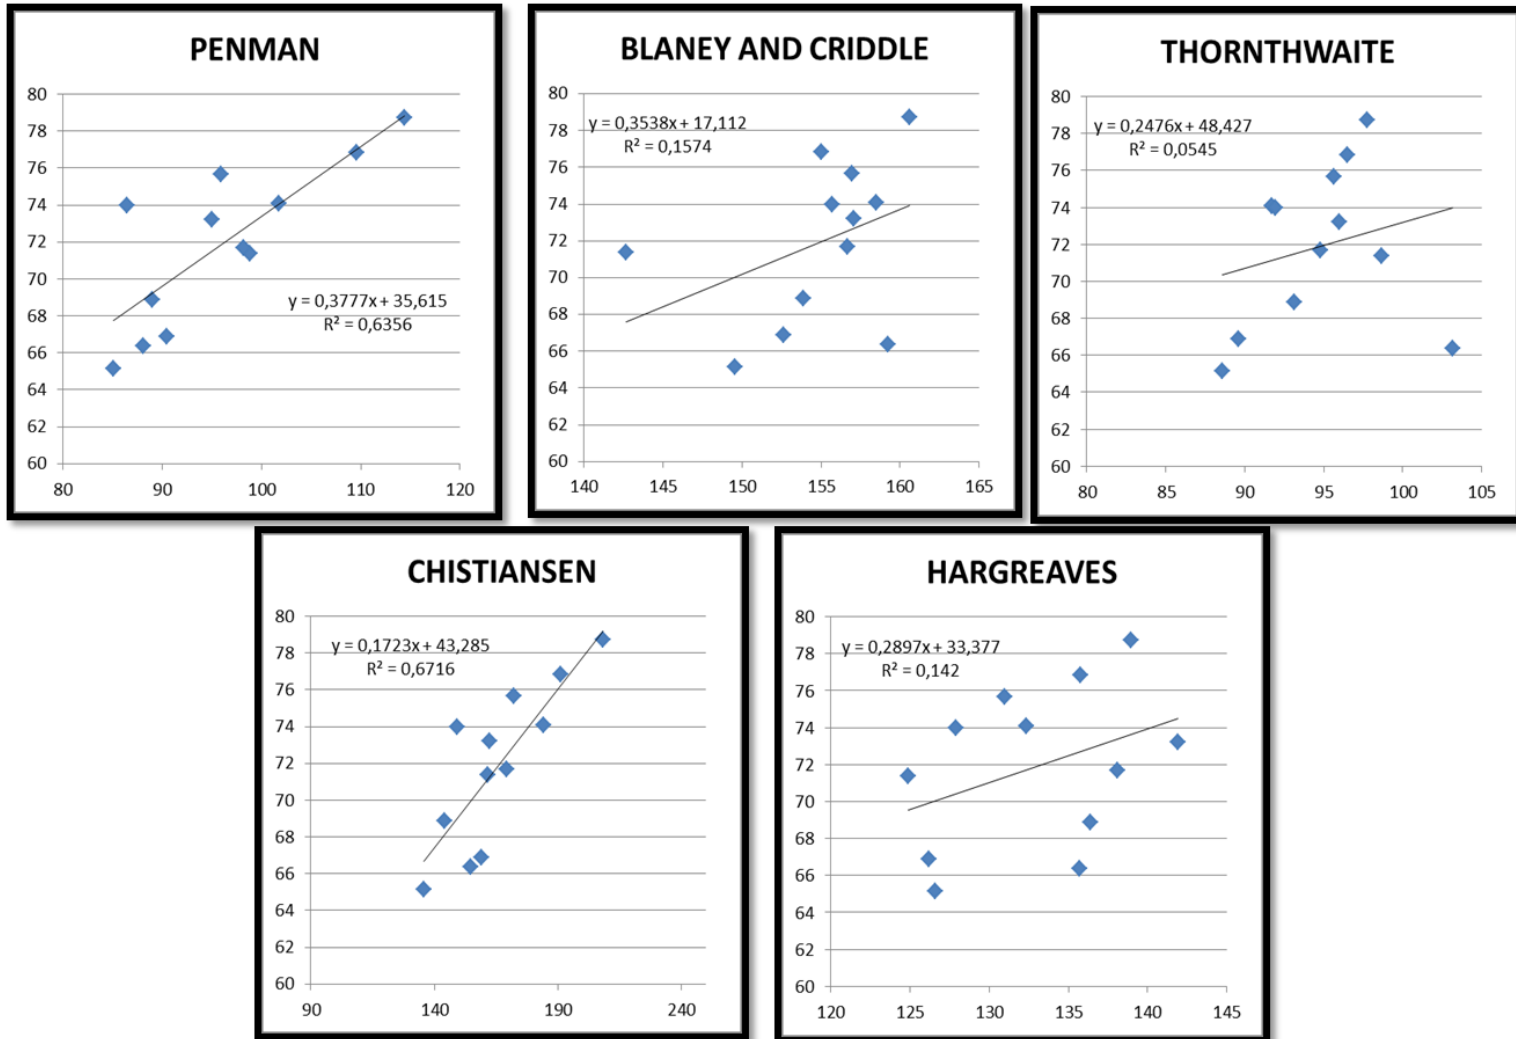 PENMAN
80
78
76
74
72
70
68
66
64
62
60
y = 0,3777x + 35,615
R² = 0,6356
80 90 100 110 120
BLANEY AND CRIDDLE
80
78
76
74
72
70
68
66
64
62
60
y = 0,3538x + 17,112
R² = 0,1574
140 145 150 155 160 165
THORNTHWAITE
80
78
76
74
72
70
68
66
64
62
60
y = 0,2476x + 48,427
R² = 0,0545
80 85 90 95 100 105
CHISTIANSEN
80
78
76
74
72
70
68
66
64
62
60
y = 0,1723x + 43,285
R² = 0,6716
90 140 190 240
HARGREAVES
80
78
76
74
72
70
68
66
64
62
60
y = 0,2897x + 33,377
R² = 0,142
120 125 130 135 140 145